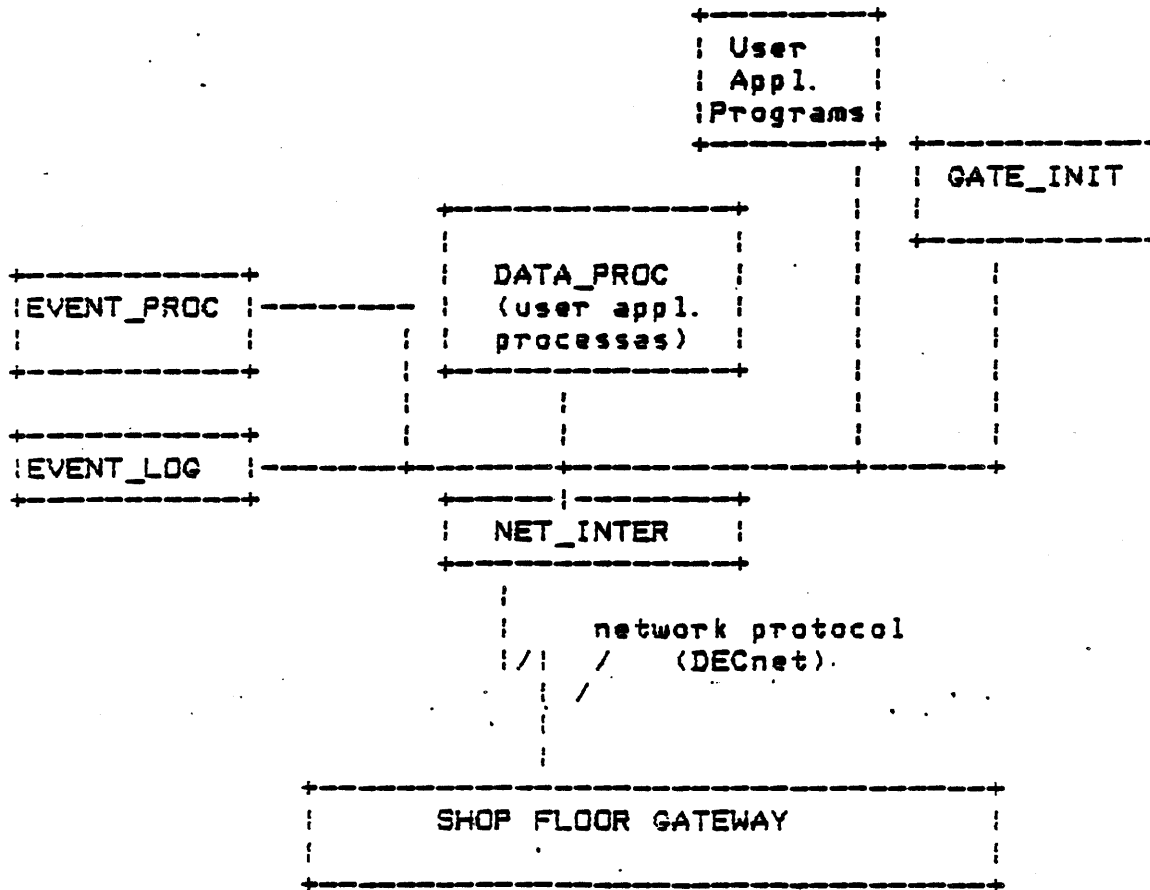 User
Appl.
Programs
GATE_INIT
DATA_PROC
(user appl.
processes)
EVENT_PROC
EVENT_LOG
NET_INTER
network protocol
(DECnet)
SHOP FLOOR GATEWAY